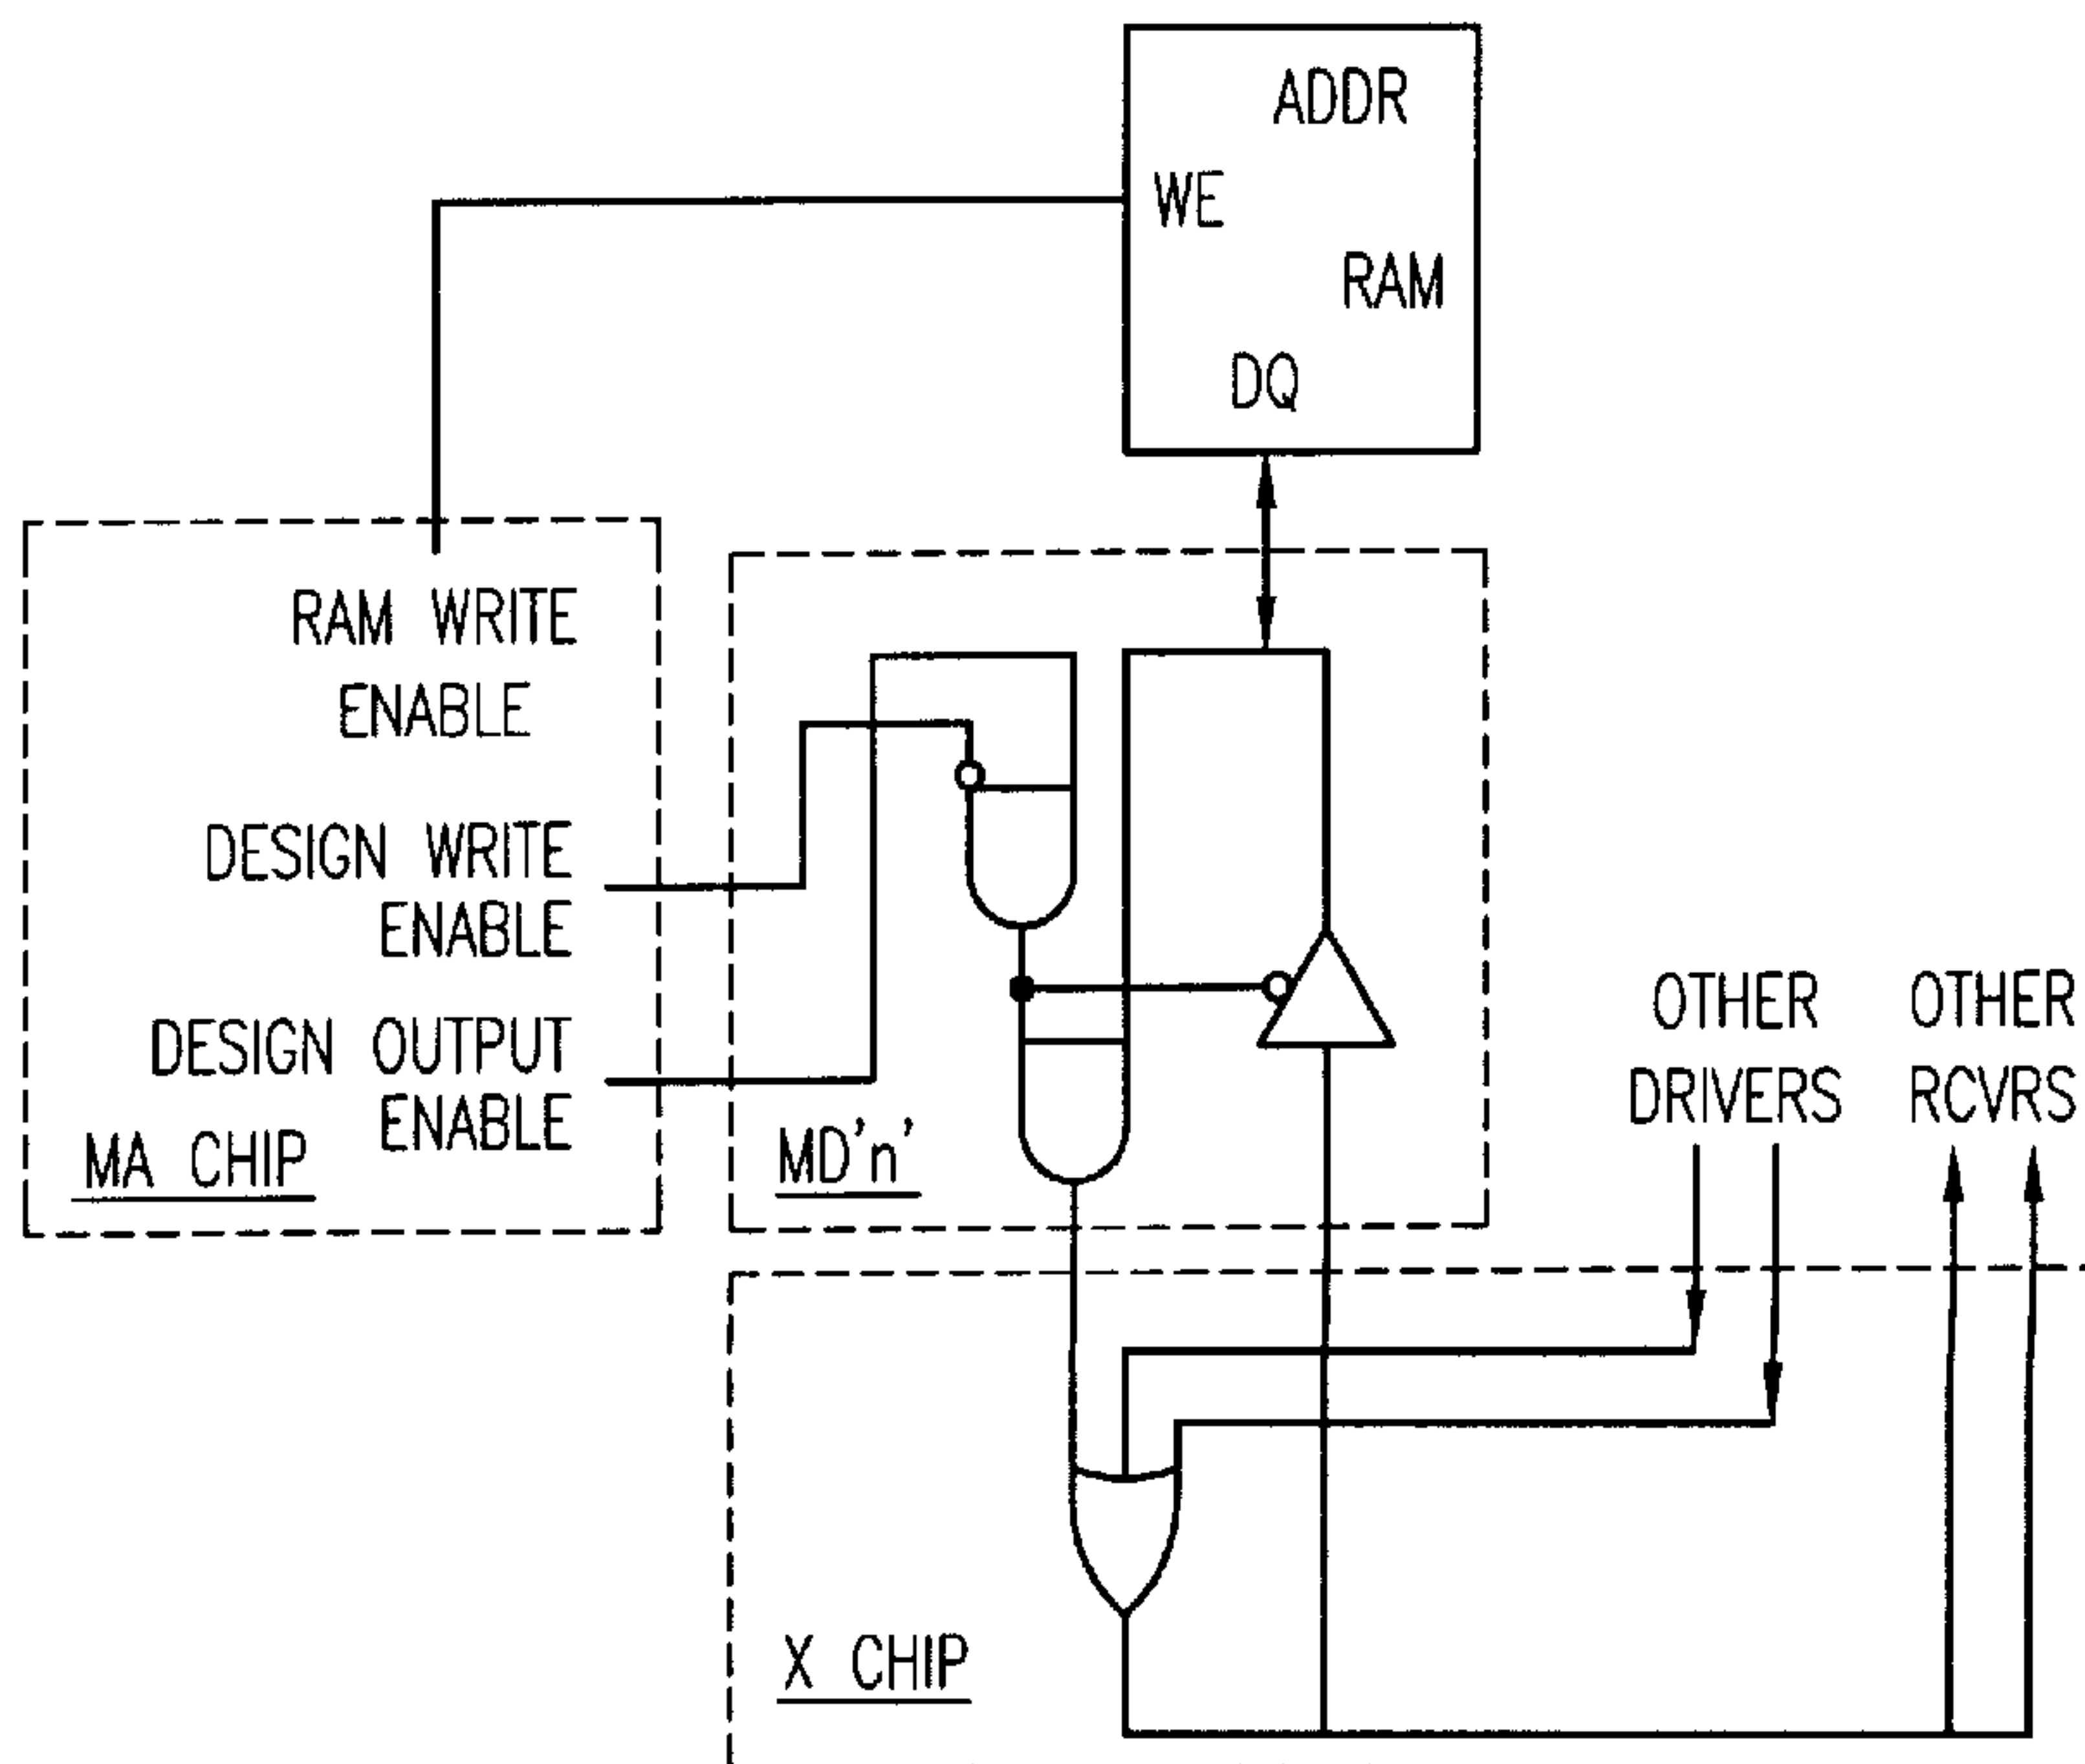 ADDR
WE
RAM
DQ
RAM WRITE
ENABLE
DESIGN WRITE
ENABLE
DESIGN OUTPUT
ENABLE
MA CHIP
MD'n'
OTHER
DRIVERS
OTHER
RCVRS
X CHIP